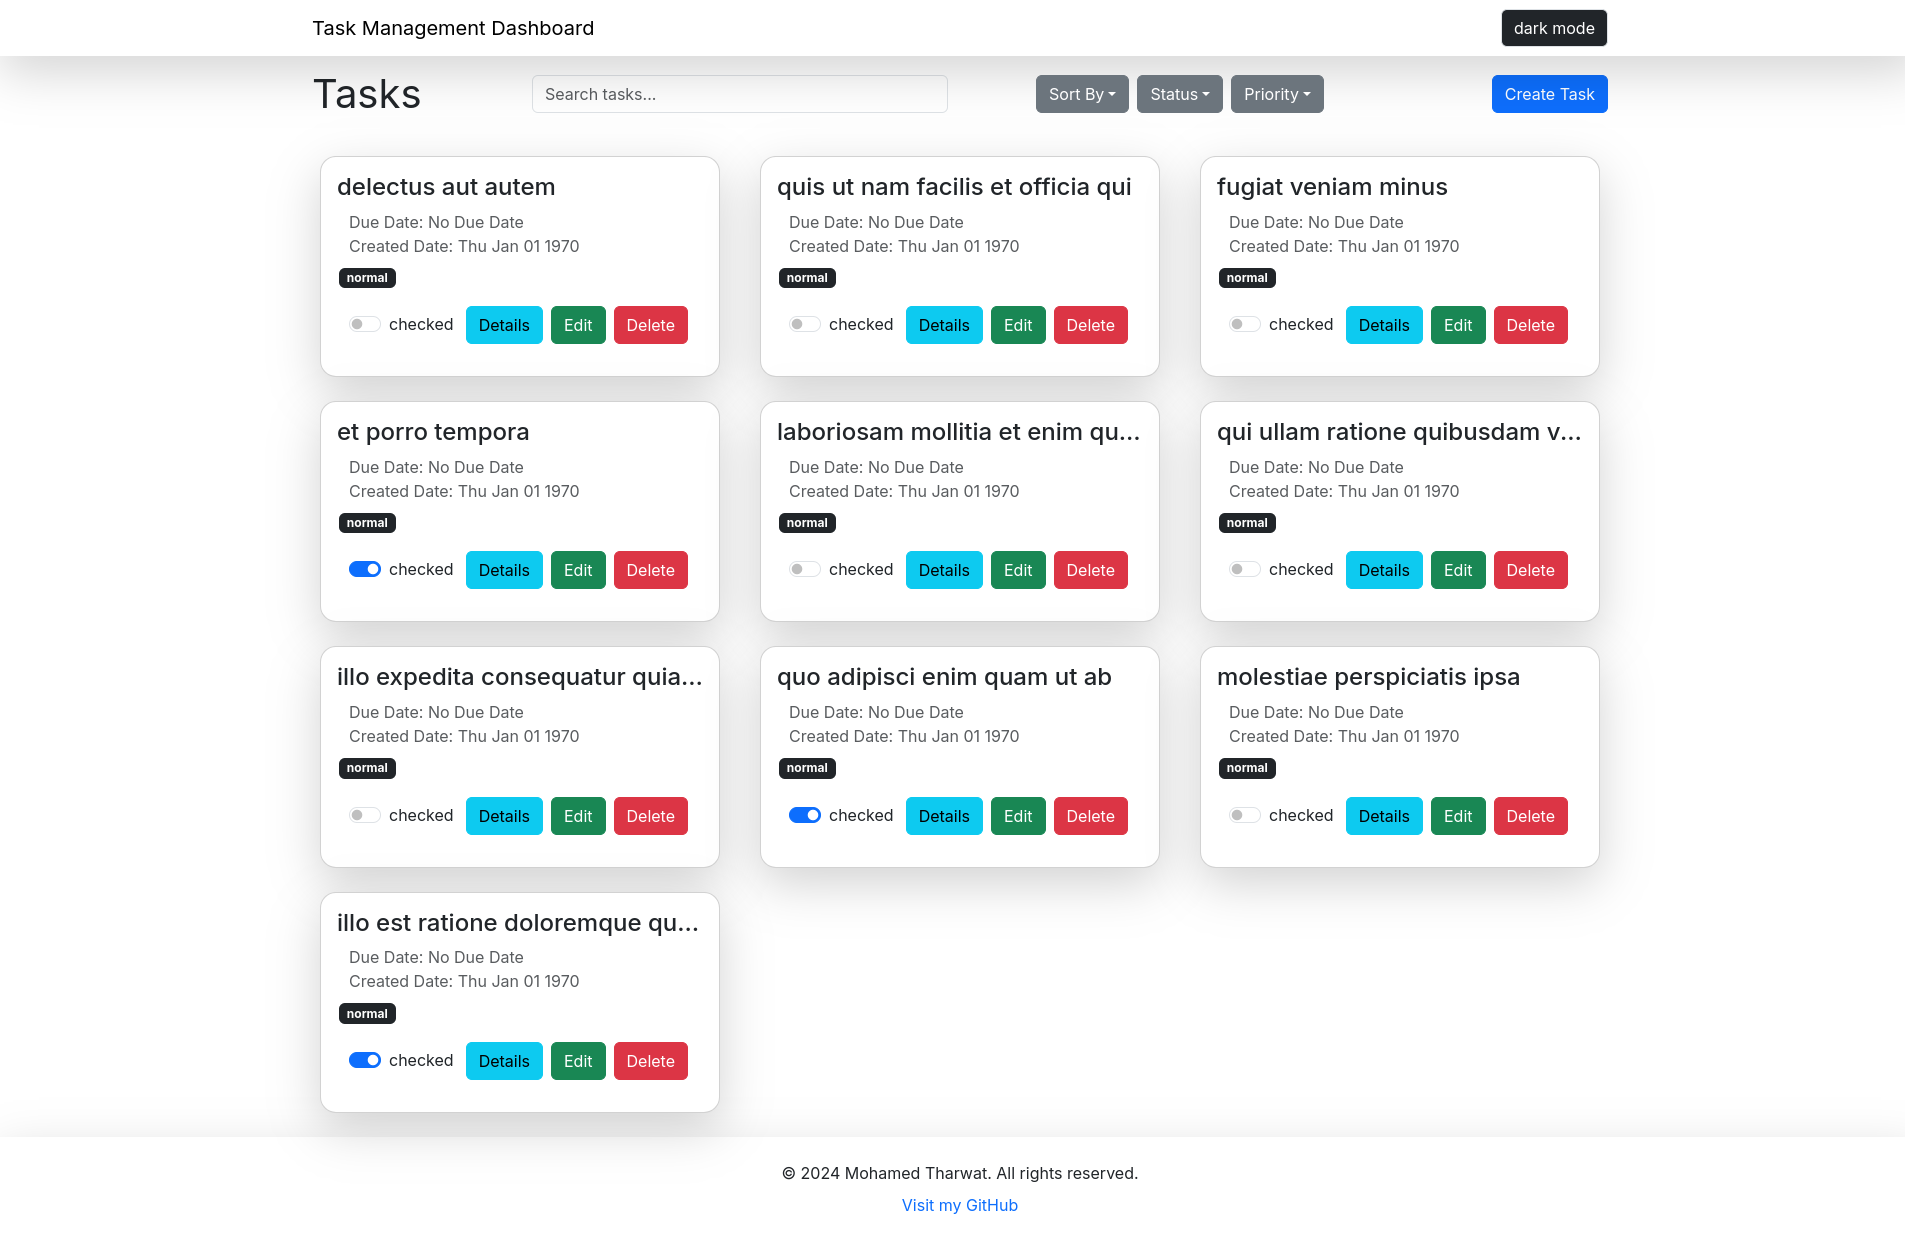 Task Management Dashboard
dark mode
Tasks
Search tasks...
Sort By
Status
Priority
Create Task
delectus aut autem
Due Date: No Due Date
Created Date: Thu Jan 01 1970
normal
checked Details Edit Delete
quis ut nam facilis et officia qui
Due Date: No Due Date
Created Date: Thu Jan 01 1970
normal
checked Details Edit Delete
fugiat veniam minus
Due Date: No Due Date
Created Date: Thu Jan 01 1970
normal
checked Details Edit Delete
et porro tempora
Due Date: No Due Date
Created Date: Thu Jan 01 1970
normal
checked Details Edit Delete
laboriosam mollitia et enim qu...
Due Date: No Due Date
Created Date: Thu Jan 01 1970
normal
checked Details Edit Delete
qui ullam ratione quibusdam v...
Due Date: No Due Date
Created Date: Thu Jan 01 1970
normal
checked Details Edit Delete
illo expedita consequatur quia...
Due Date: No Due Date
Created Date: Thu Jan 01 1970
normal
checked Details Edit Delete
quo adipisci enim quam ut ab
Due Date: No Due Date
Created Date: Thu Jan 01 1970
normal
checked Details Edit Delete
molestiae perspiciatis ipsa
Due Date: No Due Date
Created Date: Thu Jan 01 1970
normal
checked Details Edit Delete
illo est ratione doloremque qu...
Due Date: No Due Date
Created Date: Thu Jan 01 1970
normal
checked Details Edit Delete
© 2024 Mohamed Tharwat. All rights reserved.
Visit my GitHub